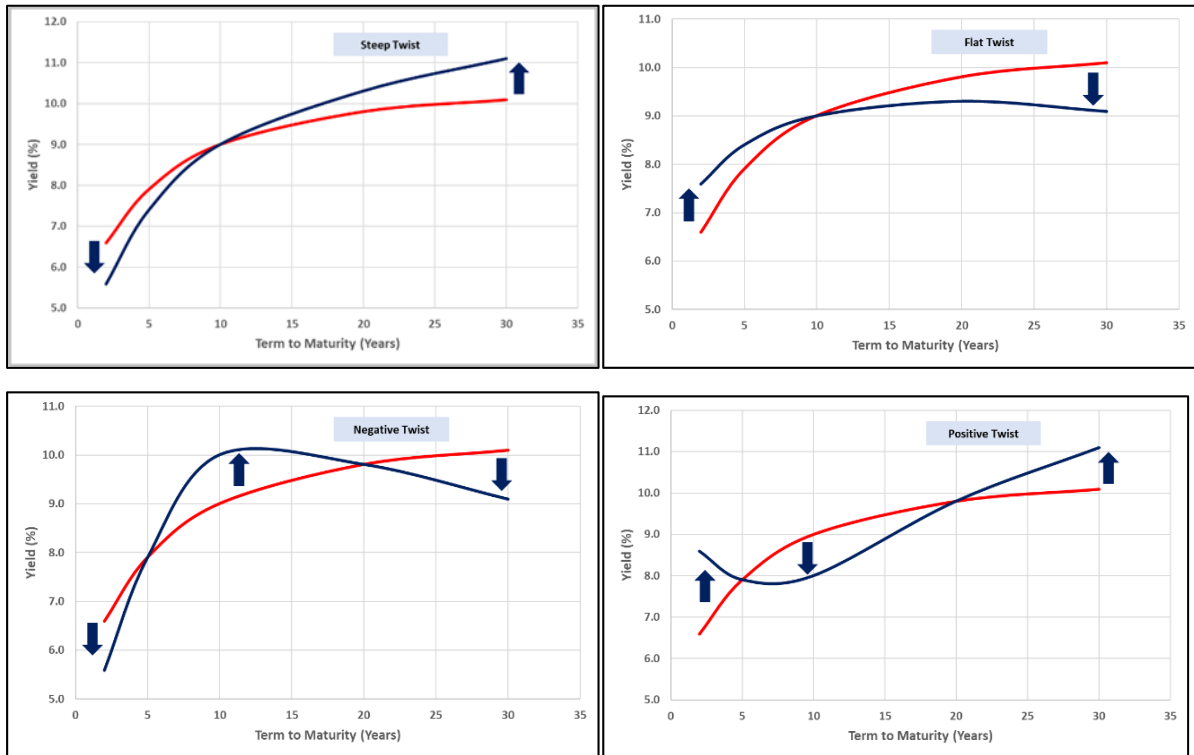 Steep Twist
Yield (%)
12.0
11.0
10.0
9.0
8.0
7.0
6.0
5.0
0 5 10 15 20 25 30 35
Term to Maturity (Years)
Flat Twist
Yield (%)
11.0
10.0
9.0
8.0
7.0
6.0
5.0
0 5 10 15 20 25 30 35
Term to Maturity (Years)
Negative Twist
Yield (%)
11.0
10.0
9.0
8.0
7.0
6.0
5.0
0 5 10 15 20 25 30 35
Term to Maturity (Years)
Positive Twist
Yield (%)
12.0
11.0
10.0
9.0
8.0
7.0
6.0
5.0
0 5 10 15 20 25 30 35
Term to Maturity (Years)